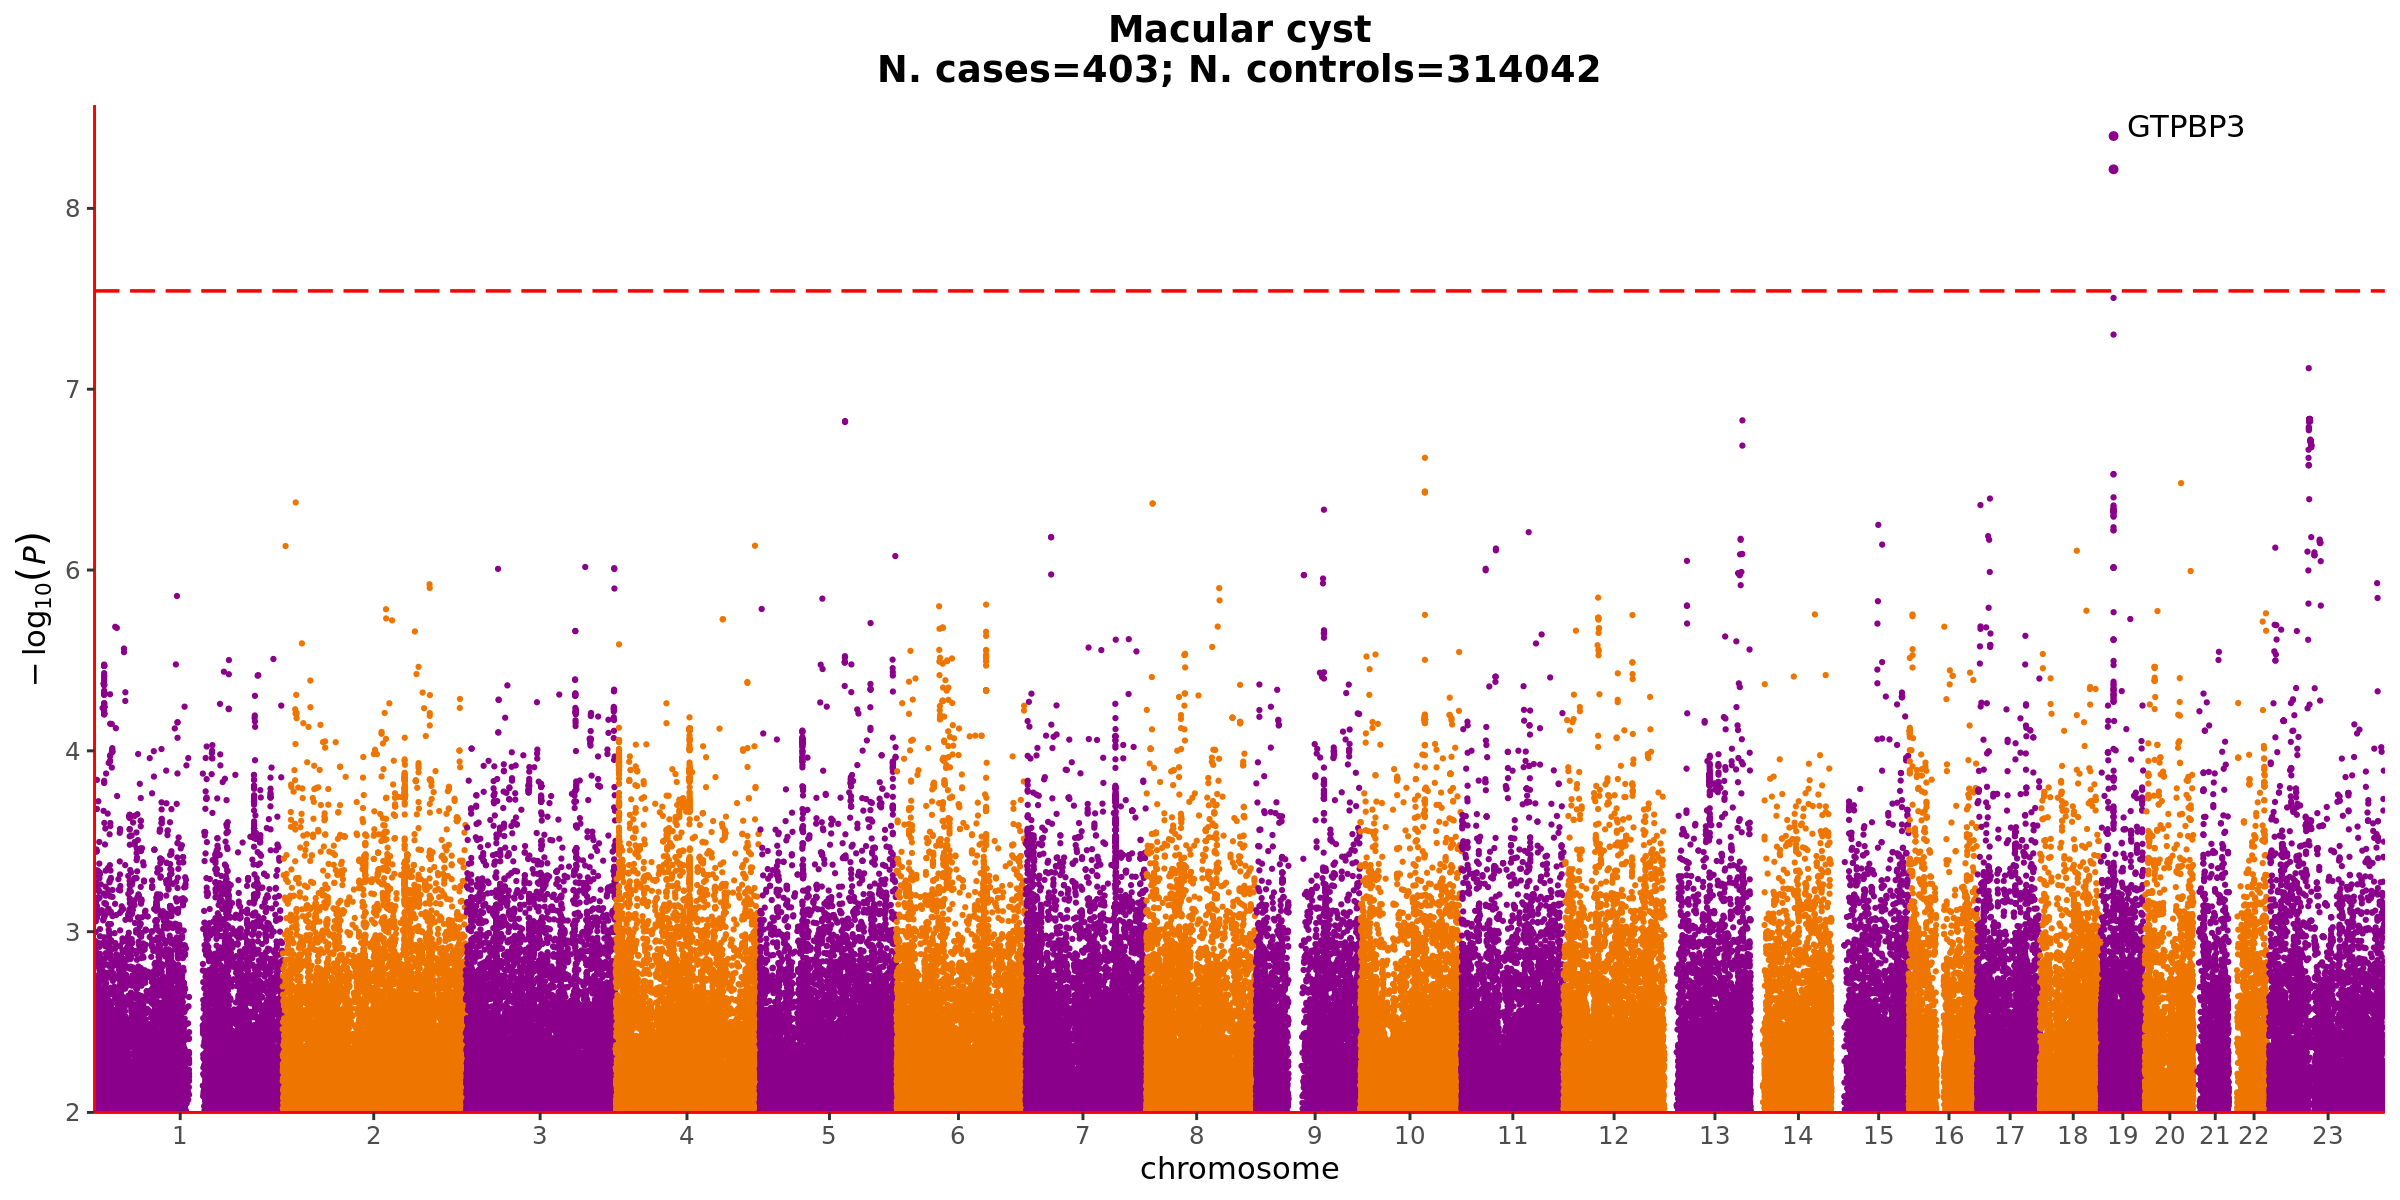 Macular cyst
N. cases=403; N. controls=314042
GTPBP3
8
7
6
5
4
3
2
−log10(P)
1 2 3 4 5 6 7 8 9 10 11 12 13 14 15 16 17 18 19 20 21 22 23
chromosome